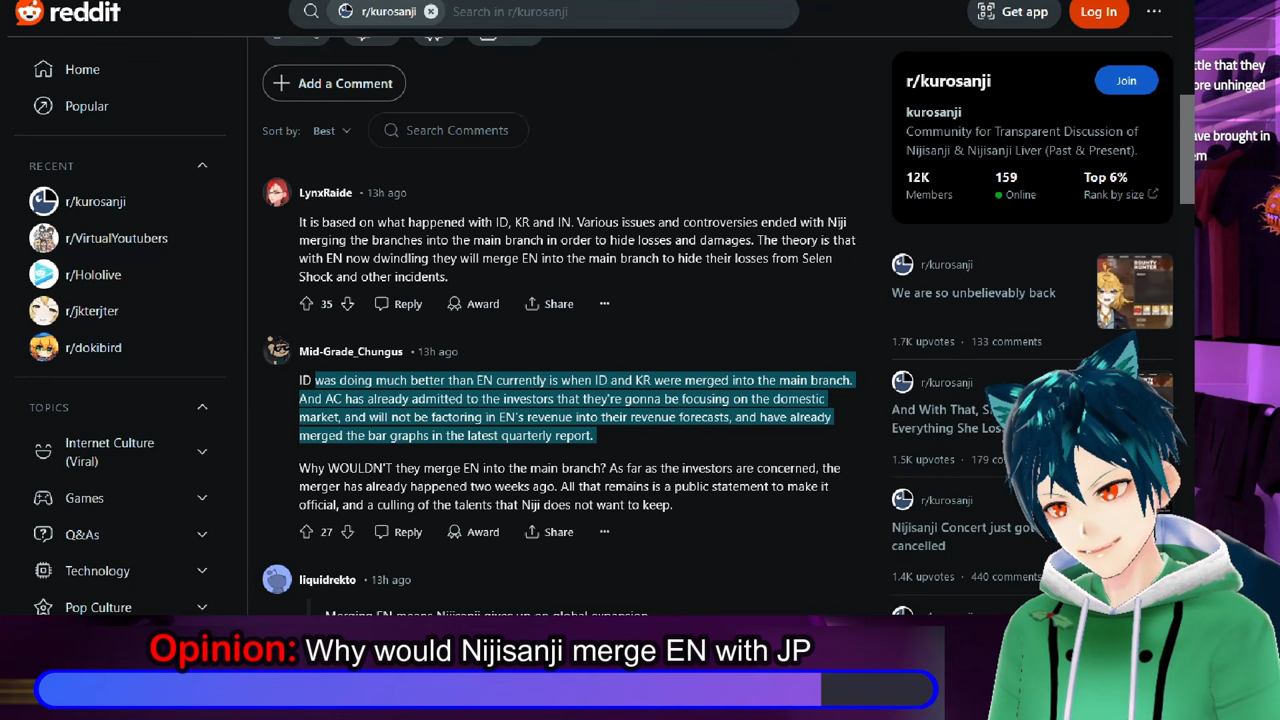 reddit
r/kurosanji
Search in r/kurosanji
Get app
Log In
Home
Popular
RECENT
r/kurosanji
r/VirtualYoutubers
r/Hololive
r/jkterjter
r/dokibird
TOPICS
Internet Culture
(Viral)
Games
Q&As
Technology
Pop Culture
Add a Comment
Sort by: Best
Search Comments
LynxRaide • 13h ago
It is based on what happened with ID, KR and IN. Various issues and controversies ended with Niji
merging the branches into the main branch in order to hide losses and damages. The theory is that
with EN now dwindling they will merge EN into the main branch to hide their losses from Selen
Shock and other incidents.
35 Reply Award Share
Mid-Grade_Chungus • 13h ago
ID was doing much better than EN currently is when ID and KR were merged into the main branch.
And AC has already admitted to the investors that they're gonna be focusing on the domestic
market, and will not be factoring in EN's revenue into their revenue forecasts, and have already
merged the bar graphs in the latest quarterly report.
Why WOULDN'T they merge EN into the main branch? As far as the investors are concerned, the
merger has already happened two weeks ago. All that remains is a public statement to make it
official, and a culling of the talents that Niji does not want to keep.
27 Reply Award Share
liquidrekto • 13h ago
Merging EN means Nijisanji gives up on global expansion
r/kurosanji
Join
kurosanji
Community for Transparent Discussion of
Nijisanji & Nijisanji Liver (Past & Present).
12K 159 Top 6%
Members Online Rank by size
r/kurosanji
We are so unbelievably back
1.7K upvotes • 133 comments
r/kurosanji
And With That, S
Everything She Los
1.5K upvotes • 179 co
r/kurosanji
Nijisanji Concert just got
cancelled
1.4K upvotes • 440 comments
r/kurosanji
ttle that they
ore unhinged
ave brought in
em
Opinion: Why would Nijisanji merge EN with JP